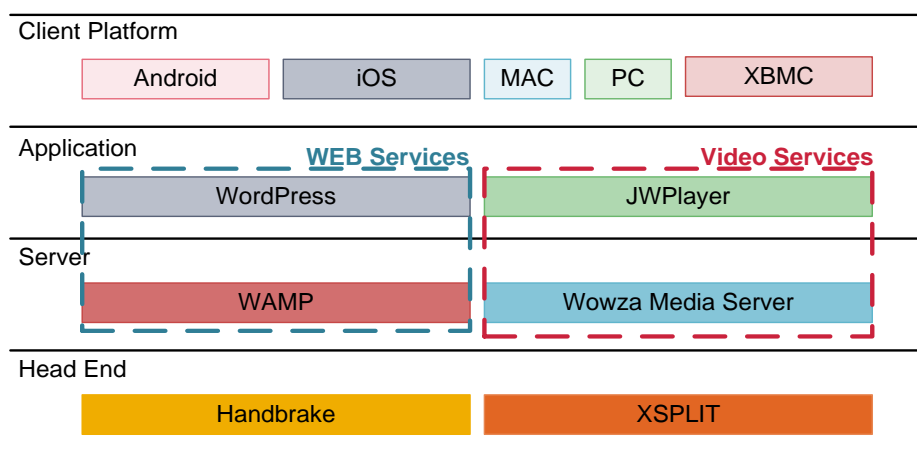 Client Platform
Android iOS MAC PC XBMC
Application
WEB Services Video Services
WordPress JWPlayer
Server
WAMP Wowza Media Server
Head End
Handbrake XSPLIT